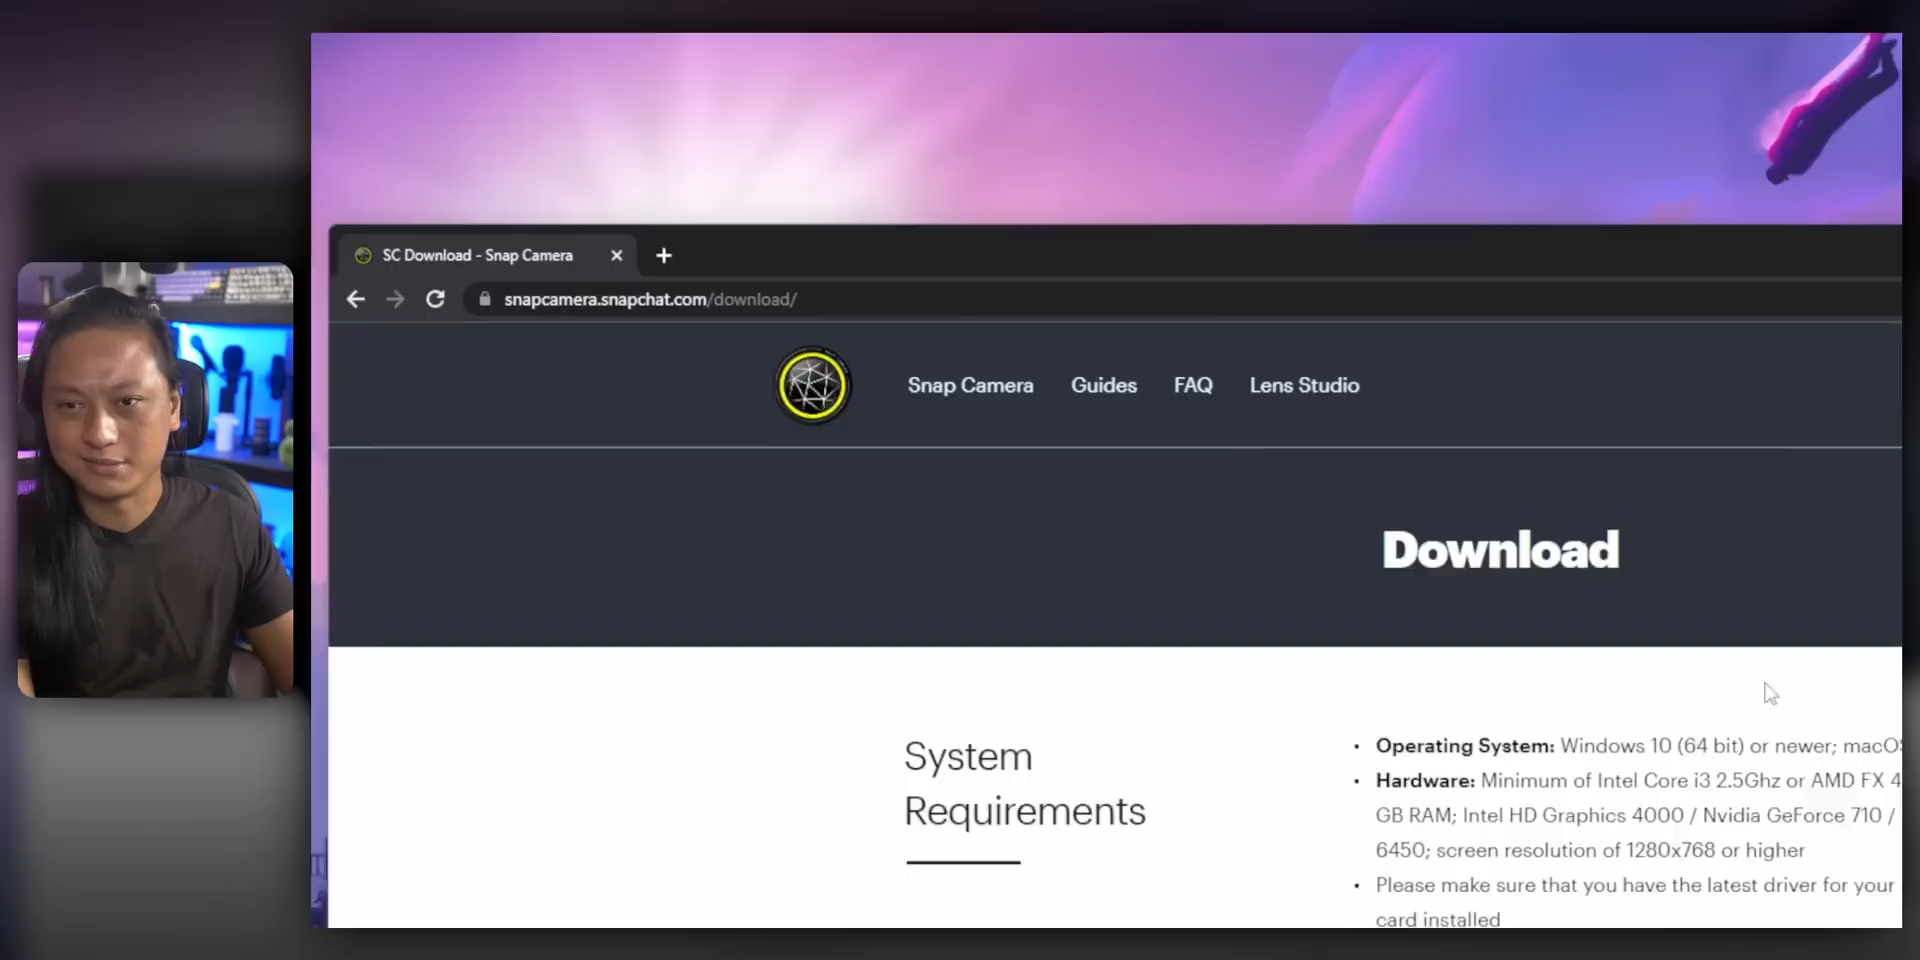 SC Download - Snap Camera
snapcamera.snapchat.com/download/
Snap Camera Guides FAQ Lens Studio
Download
System
Requirements
• Operating System: Windows 10 (64 bit) or newer; macO
• Hardware: Minimum of Intel Core i3 2.5Ghz or AMD FX 4
GB RAM; Intel HD Graphics 4000 / Nvidia GeForce 710 /
6450; screen resolution of 1280x768 or higher
• Please make sure that you have the latest driver for your
card installed